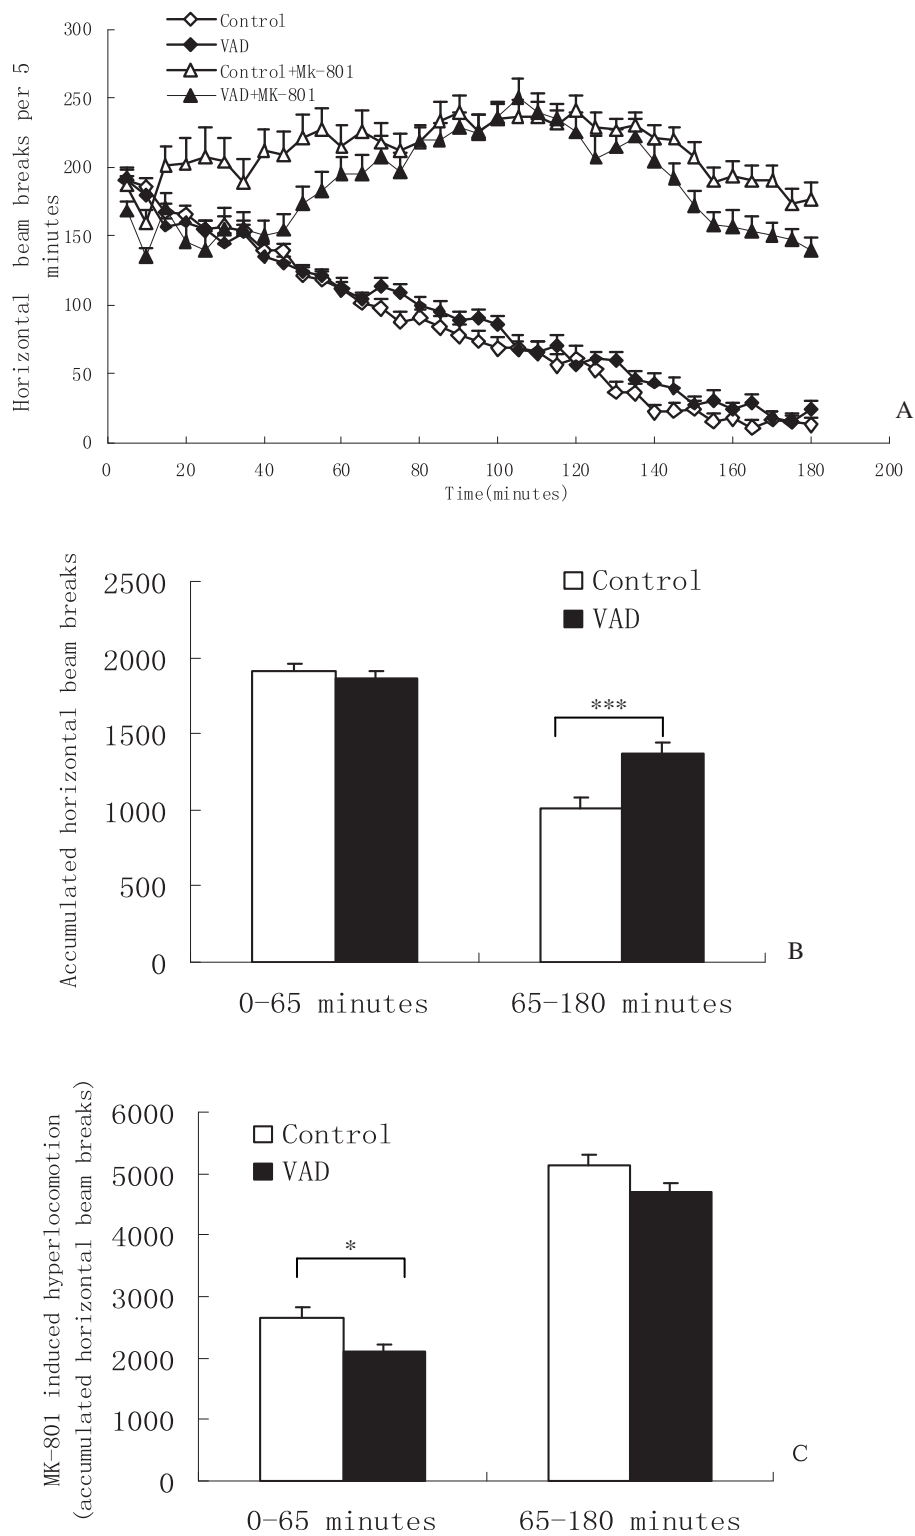 Control
VAD
Control+Mk-801
VAD+MK-801
Horizontal beam breaks per 5
minutes
300
250
200
150
100
50
0
0 20 40 60 80 100 120 140 160 180 200
Time(minutes)
A
Accumulated horizontal beam breaks
2500
2000
1500
1000
500
0
Control
VAD
***
0-65 minutes 65-180 minutes
B
MK-801 induced hyperlocomotion
(accumulated horizontal beam breaks)
6000
5000
4000
3000
2000
1000
0
Control
VAD
*
0-65 minutes 65-180 minutes
C